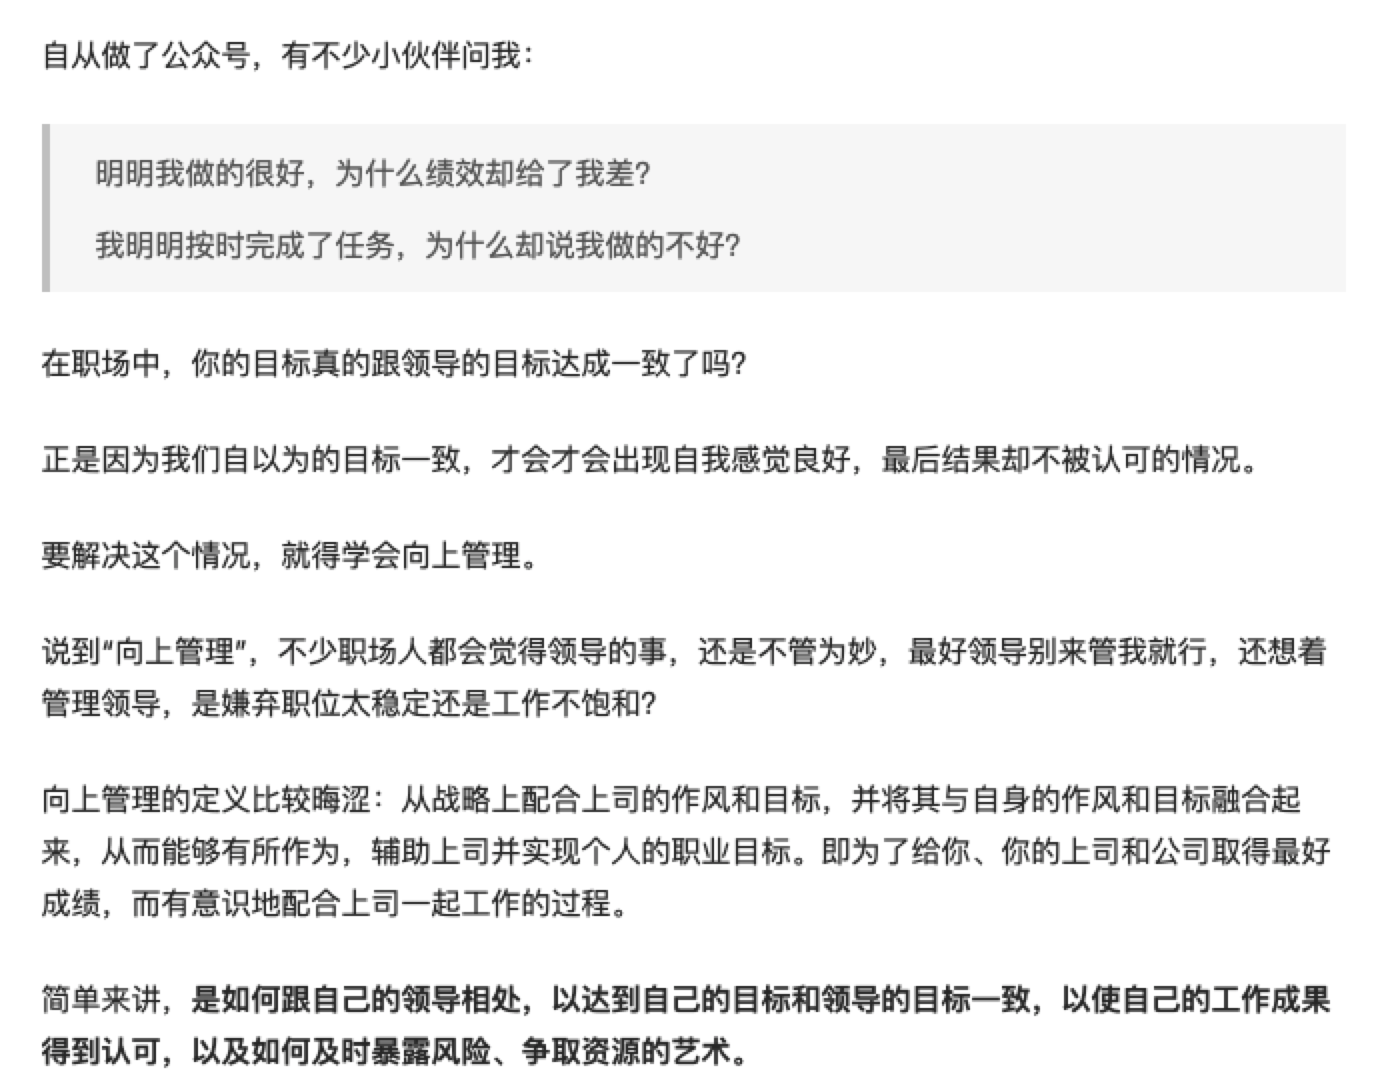 自从做了公众号，有不少小伙伴问我：
明明我做的很好，为什么绩效却给了我差？
我明明按时完成了任务，为什么却说我做的不好？
在职场中，你的目标真的跟领导的目标达成一致了吗？
正是因为我们自以为的目标一致，才会才会出现自我感觉良好，最后结果却不被认可的情况。
要解决这个情况，就得学会向上管理。
说到“向上管理”，不少职场人都会觉得领导的事，还是不管为妙，最好领导别来管我就行，还想着
管理领导，是嫌弃职位太稳定还是工作不饱和？
向上管理的定义比较晦涩：从战略上配合上司的作风和目标，并将其与自身的作风和目标融合起
来，从而能够有所作为，辅助上司并实现个人的职业目标。即为了给你、你的上司和公司取得最好
成绩，而有意识地配合上司一起工作的过程。
简单来讲，是如何跟自己的领导相处，以达到自己的目标和领导的目标一致，以使自己的工作成果
得到认可，以及如何及时暴露风险、争取资源的艺术。